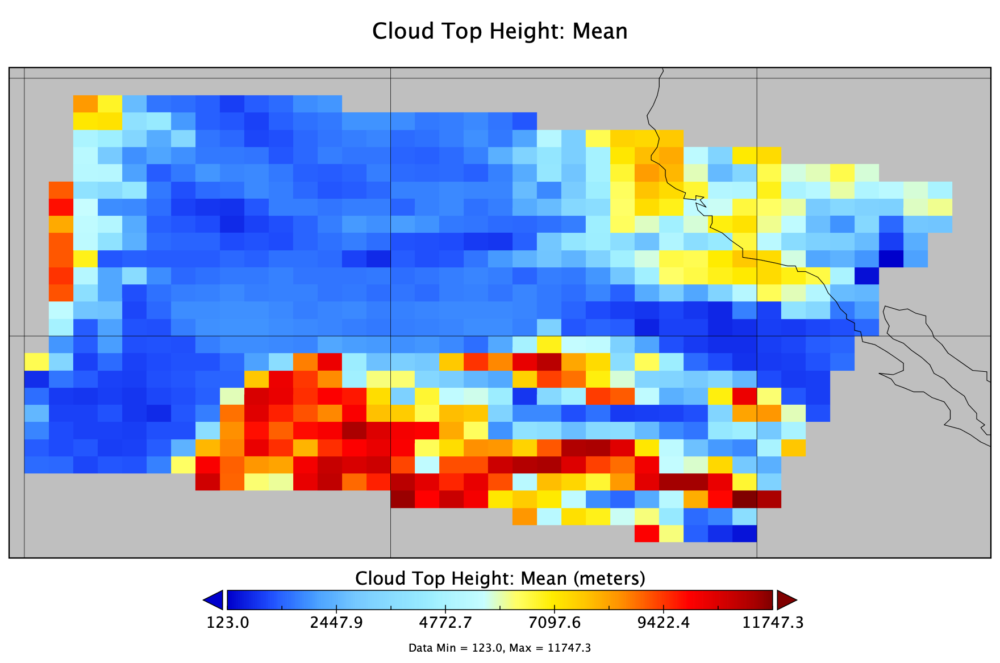 Cloud Top Height: Mean
Cloud Top Height: Mean (meters)
123.0 2447.9 4772.7 7097.6 9422.4 11747.3
Data Min = 123.0, Max = 11747.3